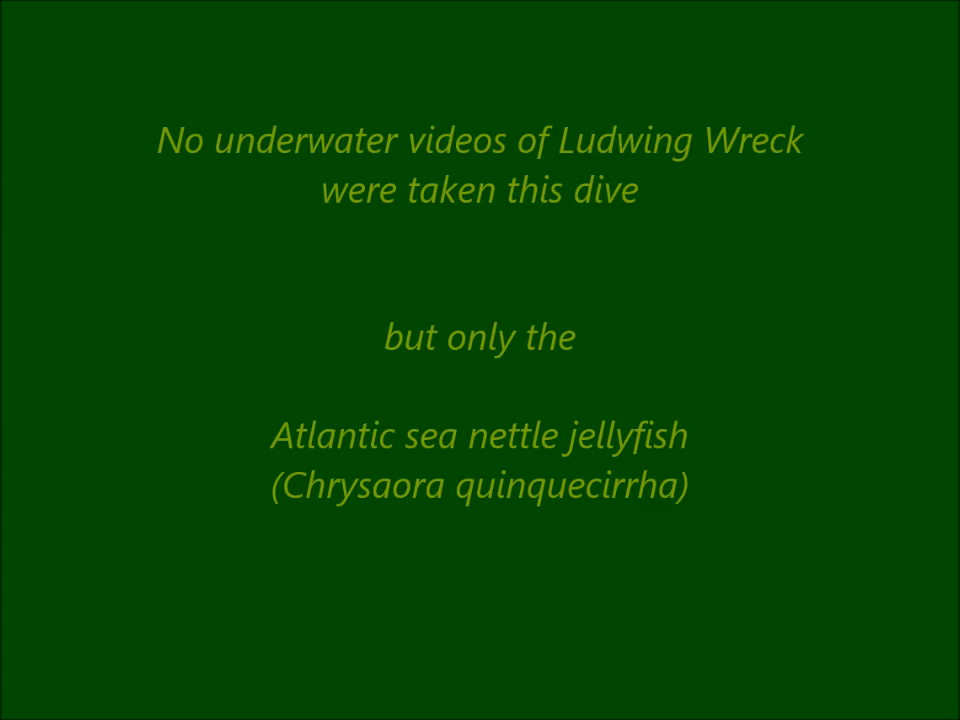 No underwater videos of Ludwing Wreck
were taken this dive
but only the
Atlantic sea nettle jellyfish
(Chrysaora quinquecirrha)